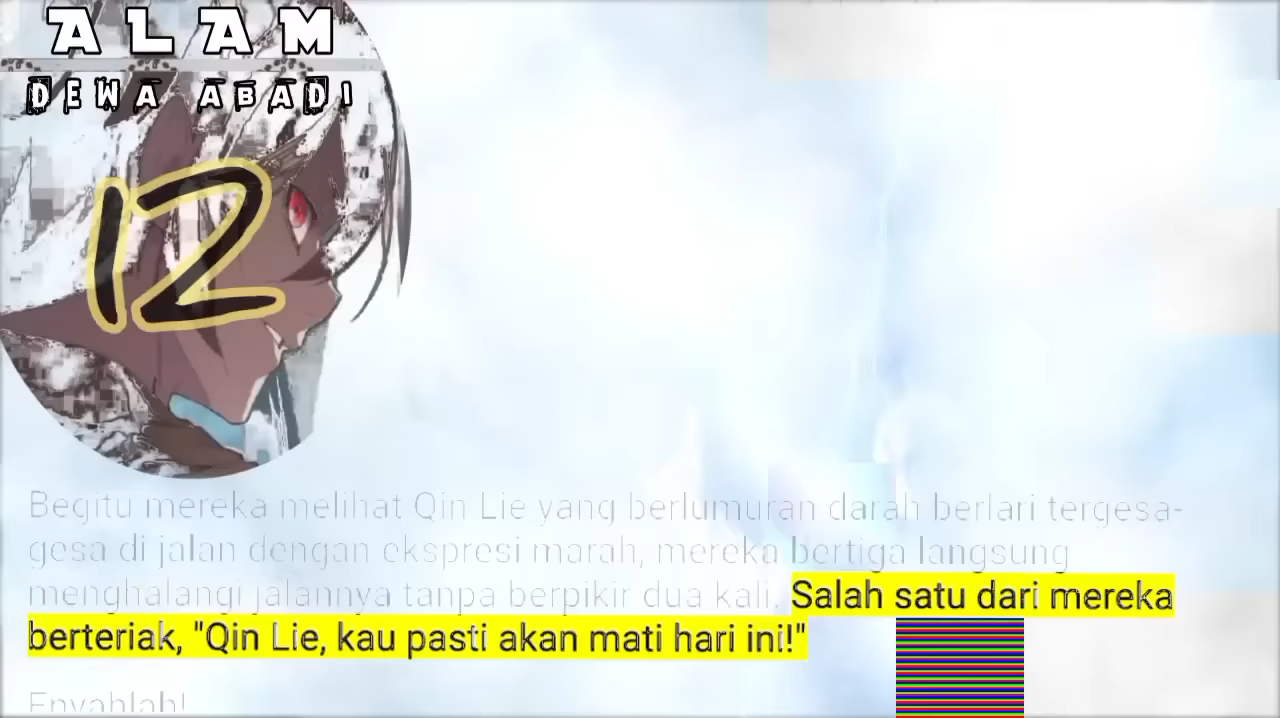 ALAM
DEWA ABADI
12
Begitu mereka melihat Qin Lie yang berlumuran darah berlari tergesa-
gesa di jalan dengan ekspresi marah, mereka bertiga langsung
menghalangi jalannya tanpa berpikir dua kali. Salah satu dari mereka
berteriak, "Qin Lie, kau pasti akan mati hari ini!"
Enyahlah!